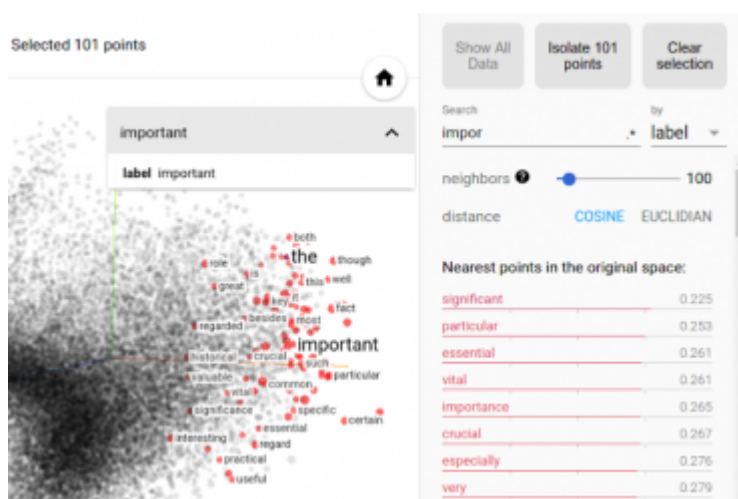 Selected 101 points
important
label important
both
the
though
role
is
this
well
great
key
it
fact
besides
most
regarded
important
historical
crucial
such
particular
valuable
common
vital
significance
specific
certain
essential
interesting
regard
practical
useful
Show All
Data
Isolate 101
points
Clear
selection
Search
by
impor
.*
label
neighbors
100
distance
COSINE
EUCLIDIAN
Nearest points in the original space:
significant 0.225
particular 0.253
essential 0.261
vital 0.261
importance 0.265
crucial 0.267
especially 0.276
very 0.279